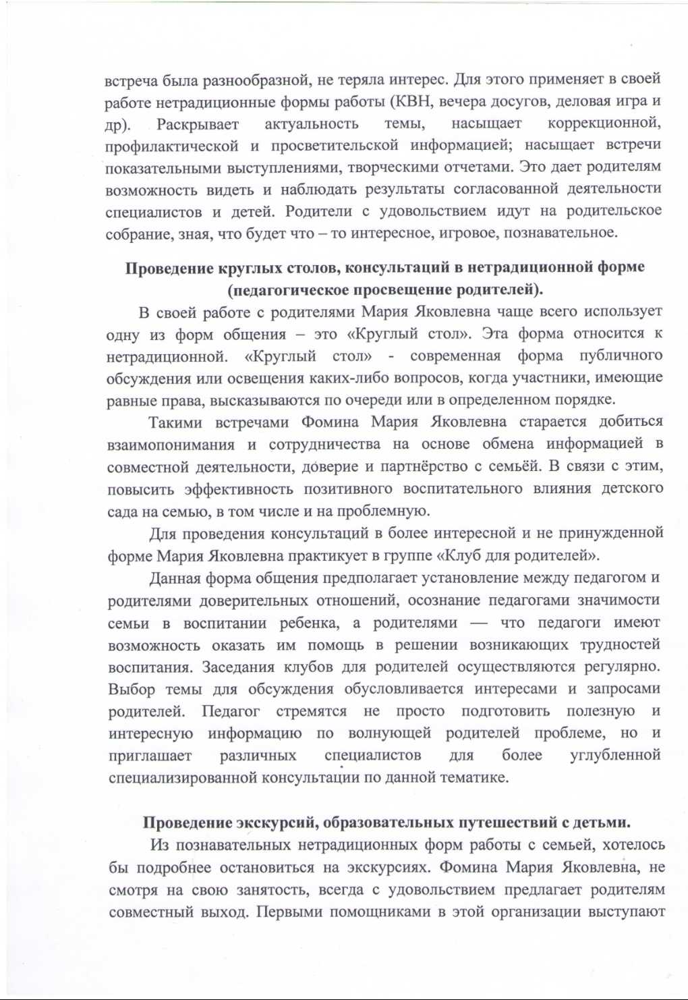 встреча была разнообразной, не теряла интерес. Для этого применяет в своей
работе нетрадиционные формы работы (КВН, вечера досугов, деловая игра и
др). Раскрывает актуальность темы, насыщает коррекционной,
профилактической и просветительской информацией; насыщает встречи
показательными выступлениями, творческими отчетами. Это дает родителям
возможность видеть и наблюдать результаты согласованной деятельности
специалистов и детей. Родители с удовольствием идут на родительское
собрание, зная, что будет что – то интересное, игровое, познавательное.
Проведение круглых столов, консультаций в нетрадиционной форме
(педагогическое просвещение родителей).
В своей работе с родителями Мария Яковлевна чаще всего использует
одну из форм общения – это «Круглый стол». Эта форма относится к
нетрадиционной. «Круглый стол» - современная форма публичного
обсуждения или освещения каких-либо вопросов, когда участники, имеющие
равные права, высказываются по очереди или в определенном порядке.
Такими встречами Фомина Мария Яковлевна старается добиться
взаимопонимания и сотрудничества на основе обмена информацией в
совместной деятельности, доверие и партнёрство с семьёй. В связи с этим,
повысить эффективность позитивного воспитательного влияния детского
сада на семью, в том числе и на проблемную.
Для проведения консультаций в более интересной и не принужденной
форме Мария Яковлевна практикует в группе «Клуб для родителей».
Данная форма общения предполагает установление между педагогом и
родителями доверительных отношений, осознание педагогами значимости
семьи в воспитании ребенка, а родителями — что педагоги имеют
возможность оказать им помощь в решении возникающих трудностей
воспитания. Заседания клубов для родителей осуществляются регулярно.
Выбор темы для обсуждения обусловливается интересами и запросами
родителей. Педагог стремятся не просто подготовить полезную и
интересную информацию по волнующей родителей проблеме, но и
приглашает различных специалистов для более углубленной
специализированной консультации по данной тематике.
Проведение экскурсий, образовательных путешествий с детьми.
Из познавательных нетрадиционных форм работы с семьей, хотелось
бы подробнее остановиться на экскурсиях. Фомина Мария Яковлевна, не
смотря на свою занятость, всегда с удовольствием предлагает родителям
совместный выход. Первыми помощниками в этой организации выступают